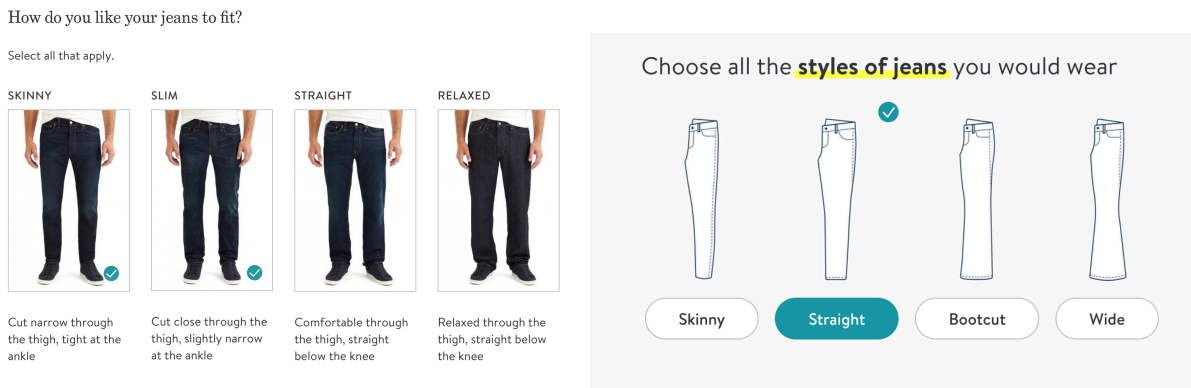 How do you like your jeans to fit?
Select all that apply.
SKINNY
SLIM
STRAIGHT
RELAXED
Cut narrow through
the thigh, tight at the
ankle
Cut close through the
thigh, slightly narrow
at the ankle
Comfortable through
the thigh, straight
below the knee
Relaxed through the
thigh, straight below
the knee
Choose all the styles of jeans you would wear
Skinny
Straight
Bootcut
Wide